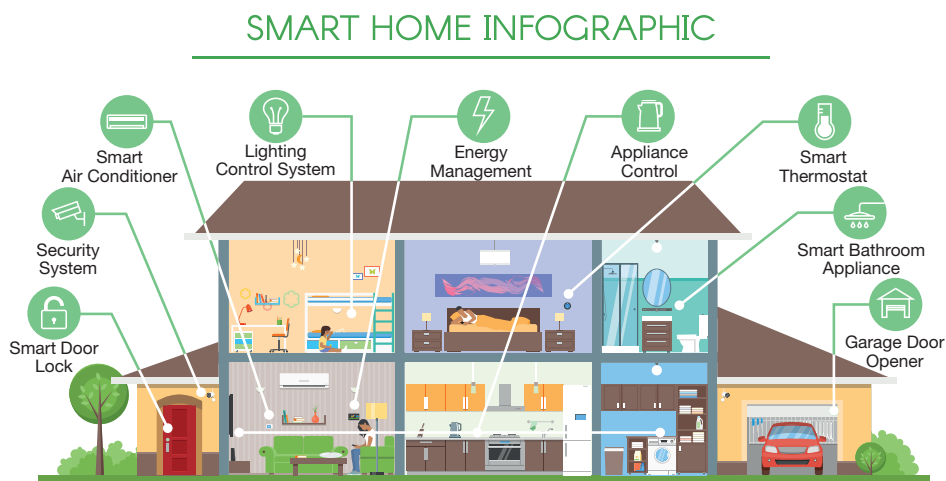 SMART HOME INFOGRAPHIC
Smart
Air Conditioner
Lighting
Control System
Energy
Management
Appliance
Control
Smart
Thermostat
Security
System
Smart Bathroom
Appliance
Smart Door
Lock
Garage Door
Opener